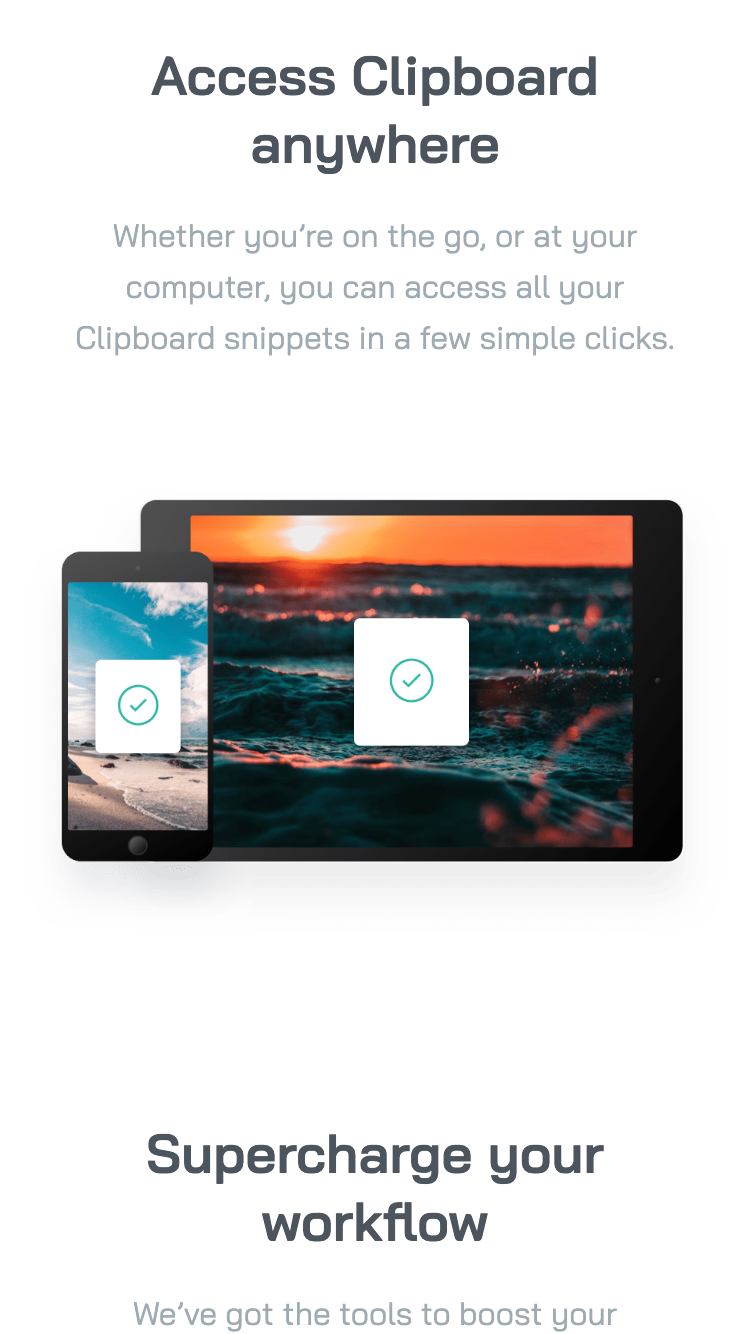 Access Clipboard
anywhere
Whether you’re on the go, or at your
computer, you can access all your
Clipboard snippets in a few simple clicks.
Supercharge your
workflow
We’ve got the tools to boost your